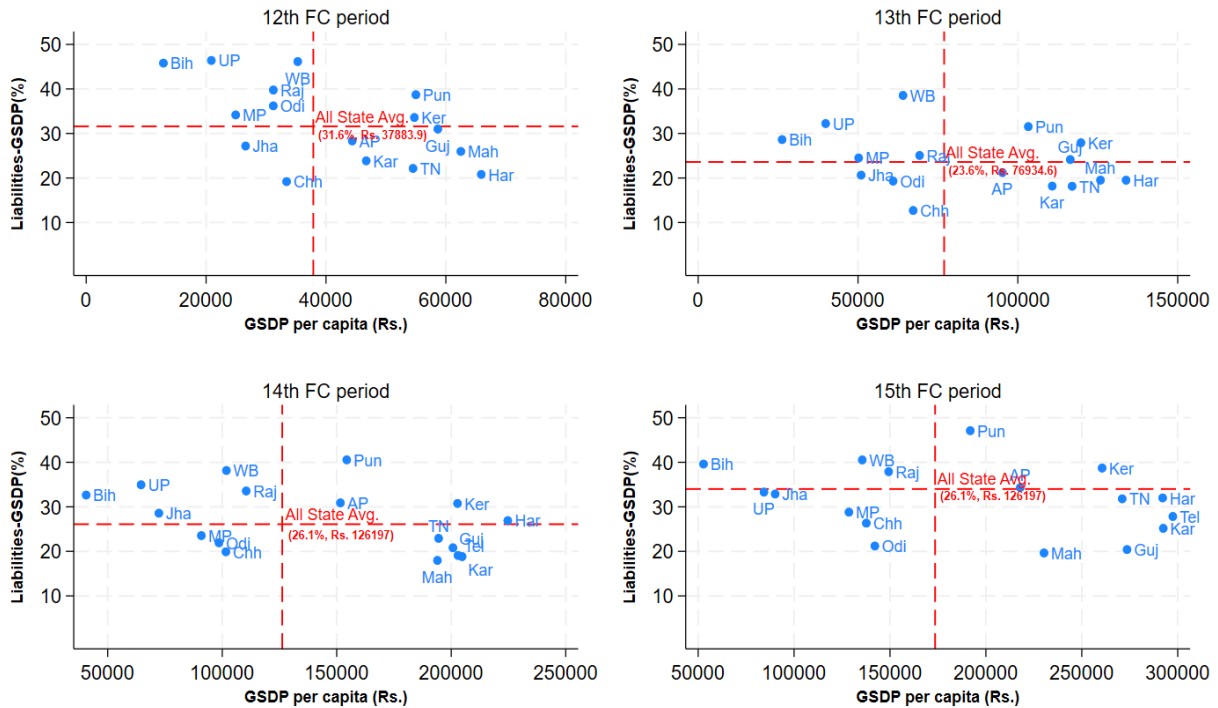 12th FC period
Liabilities-GSDP(%)
50
40
30
20
10
Bih
UP
WB
Raj
Odi
MP
Jha
Chh
Pun
Ker
All State Avg.
(31.6%, Rs. 37883.9)
AP
Guj
Kar
TN
Mah
Har
0 20000 40000 60000 80000
GSDP per capita (Rs.)
13th FC period
Liabilities-GSDP(%)
50
40
30
20
10
WB
UP
Bih
MP
Raj
Jha
Odi
Chh
Pun
Ker
Guj
All State Avg.
(23.6%, Rs. 76934.6)
AP
Mah
Kar
TN
Har
0 50000 100000 150000
GSDP per capita (Rs.)
14th FC period
Liabilities-GSDP(%)
50
40
30
20
10
WB
UP
Bih
Raj
Jha
MP
Odi
Chh
Pun
AP
Ker
Har
All State Avg.
(26.1%, Rs. 126197)
TN
Guj
Tel
Mah
Kar
50000 100000 150000 200000 250000
GSDP per capita (Rs.)
15th FC period
Liabilities-GSDP(%)
50
40
30
20
10
Pun
Bih
WB
Raj
UP
Jha
MP
Chh
Odi
All State Avg.
(26.1%, Rs. 126197)
AP
Ker
TN
Har
Tel
Kar
Mah
Guj
50000 100000 150000 200000 250000 300000
GSDP per capita (Rs.)